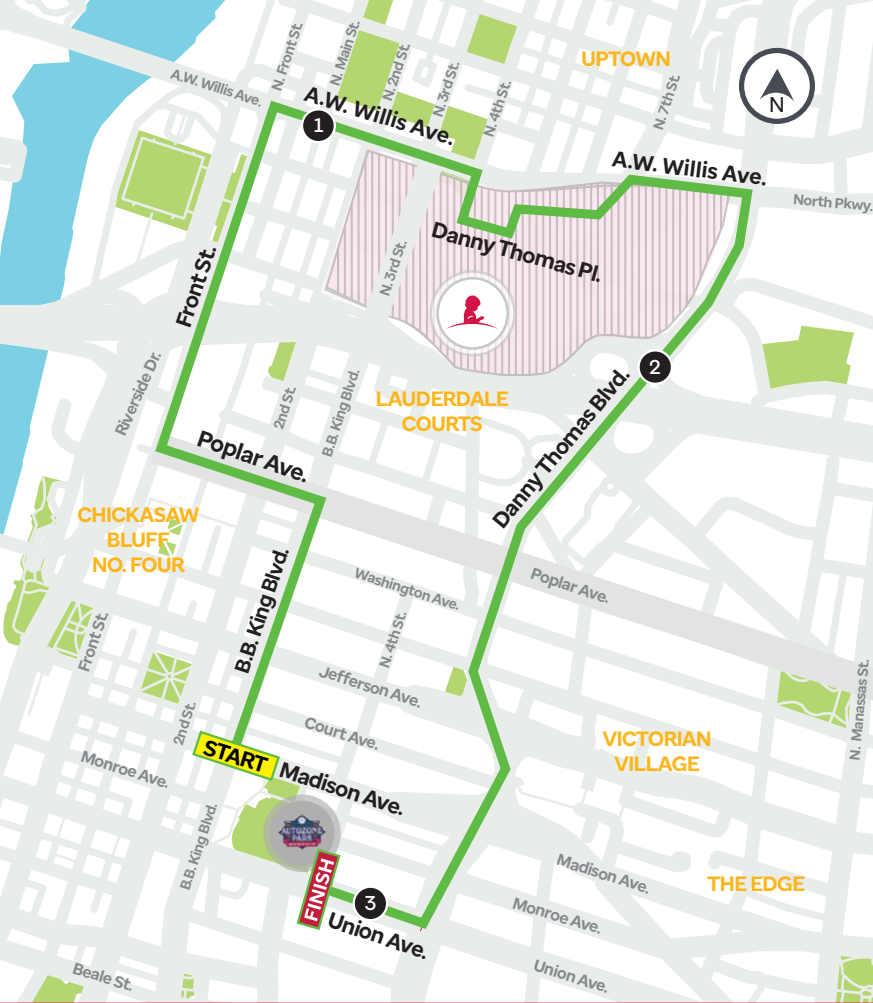 UPTOWN
N
N. Front St.
N. Main St.
N. 2nd St.
N. 3rd St.
N. 4th St.
N. 7th St.
A.W. Willis Ave.
A.W. Willis Ave.
1
A.W. Willis Ave.
North Pkwy.
Danny Thomas Pl.
N. 3rd St.
Front St.
Riverside Dr.
2nd St.
B.B. King Blvd.
2
LAUDERDALE
COURTS
Danny Thomas Blvd.
Poplar Ave.
CHICKASAW
BLUFF
NO. FOUR
Poplar Ave.
Washington Ave.
B.B. King Blvd.
N. 4th St.
Front St.
Jefferson Ave.
N. Manassas St.
2nd St.
Court Ave.
VICTORIAN
VILLAGE
START
Madison Ave.
Monroe Ave.
AUTOZONE
PARK
B.B. King Blvd.
FINISH
3
Union Ave.
Madison Ave.
THE EDGE
Monroe Ave.
Union Ave.
Beale St.